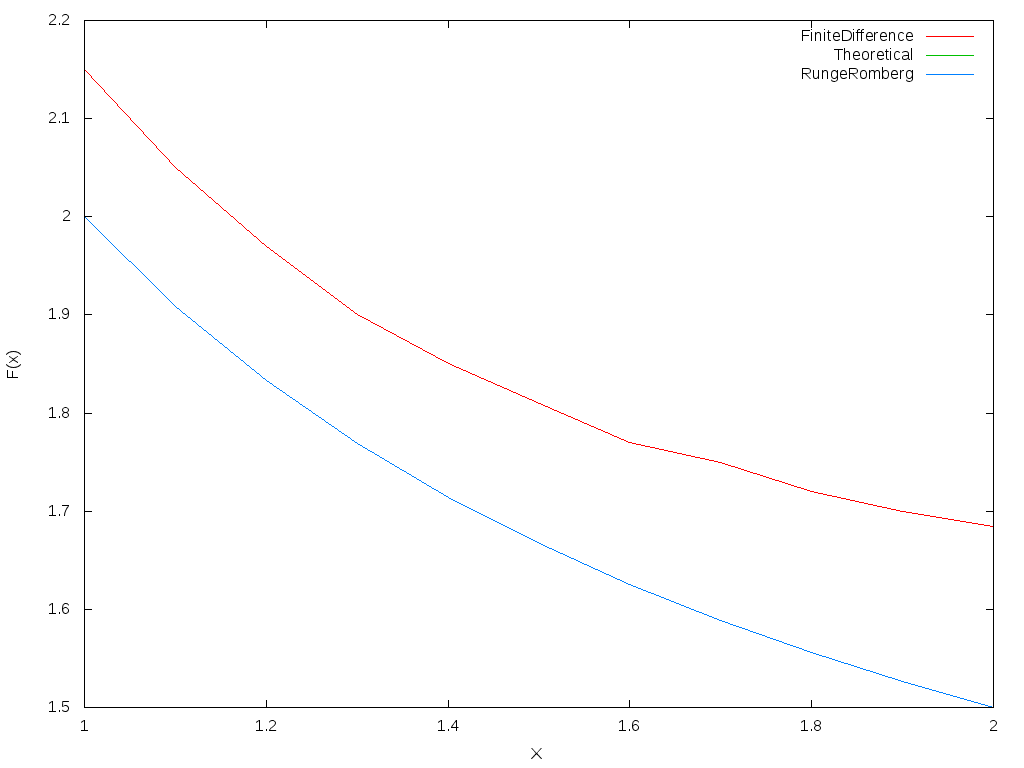 2.2
FiniteDifference
Theoretical
RungeRomberg
2.1
2
1.9
F(x)
1.8
1.7
1.6
1.5
1 1.2 1.4 1.6 1.8 2
X